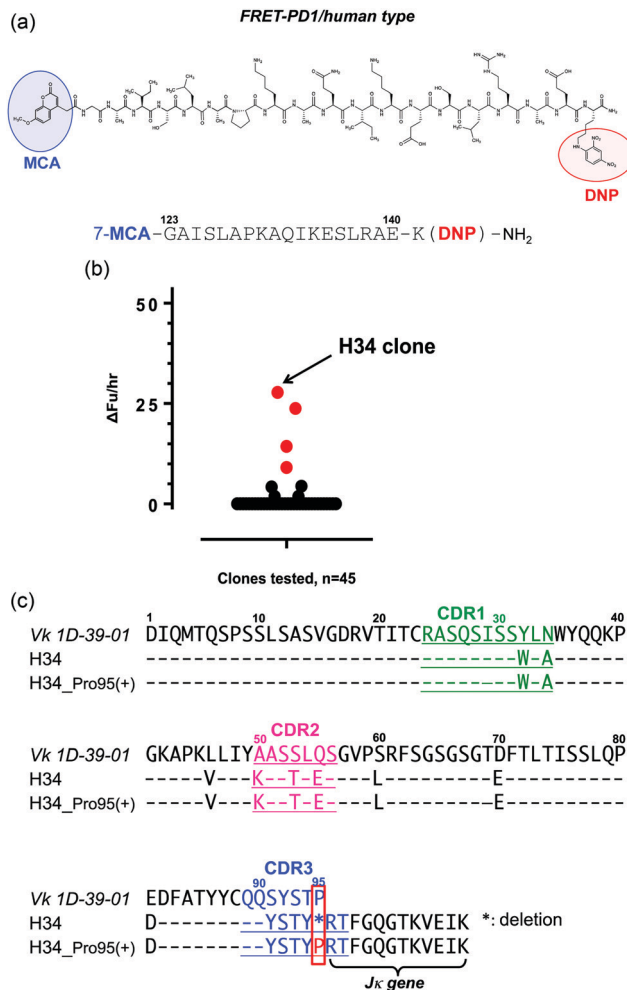 (a)
FRET-PD1/human type
MCA
DNP
123 140
7-MCA–GAISLAPKAQIKESLRAE–K(DNP)–NH2
(b)
50
25
0
ΔFu/hr
H34 clone
Clones tested, n=45
(c)
CDR1
1 10 20 30 40
Vk 1D-39-01 DIQMTQSPSSLSASVGDRVTITCRASQSISSYLNWYQQKP
H34 -------------------------------W-A------
H34_Pro95(+) -------------------------------W-A------
CDR2
50 60 70 80
Vk 1D-39-01 GKAPKLLIYAASSLQSGVPSRFSGSGSGTDFTLTISSLQP
H34 -----V---K--T-E----L---------E----------
H34_Pro95(+) -----V---K--T-E----L---------E----------
CDR3
90 95
Vk 1D-39-01 EDFATYYCQQSYSTP
H34 D---------YSTY*RTFGQGTKVEIK *: deletion
H34_Pro95(+) D---------YSTYPRTFGQGTKVEIK
Jκ gene